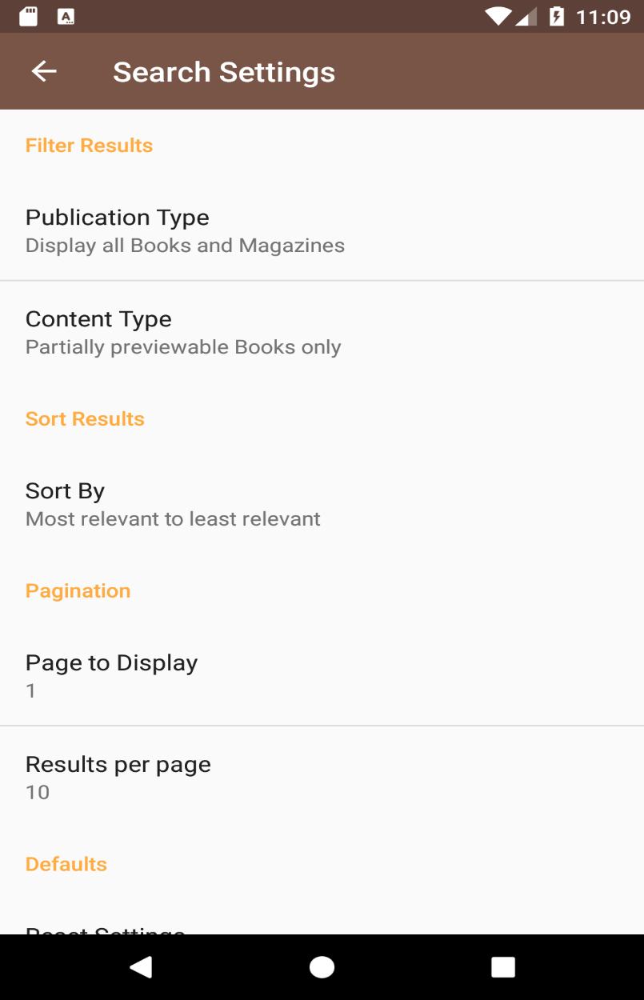 11:09
Search Settings
Filter Results
Publication Type
Display all Books and Magazines
Content Type
Partially previewable Books only
Sort Results
Sort By
Most relevant to least relevant
Pagination
Page to Display
1
Results per page
10
Defaults
Reset Settings